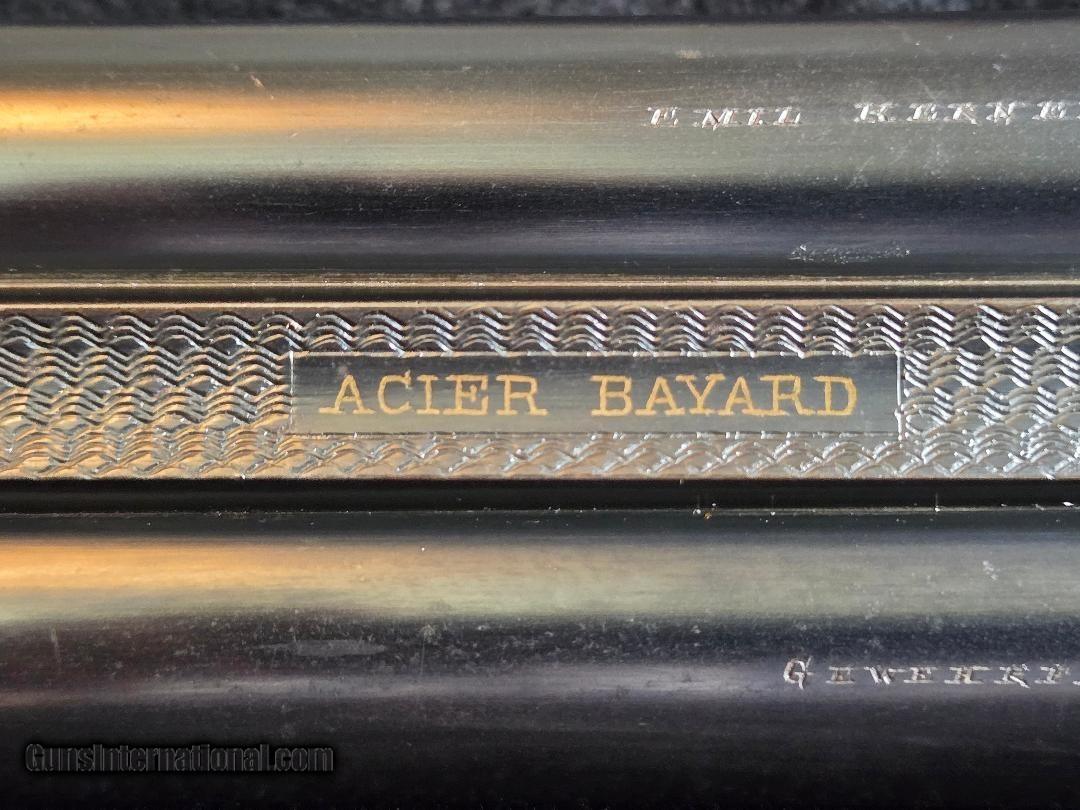 EMIL KERNE
ACIER BAYARD
GEWEHRF
GunsInternational.com